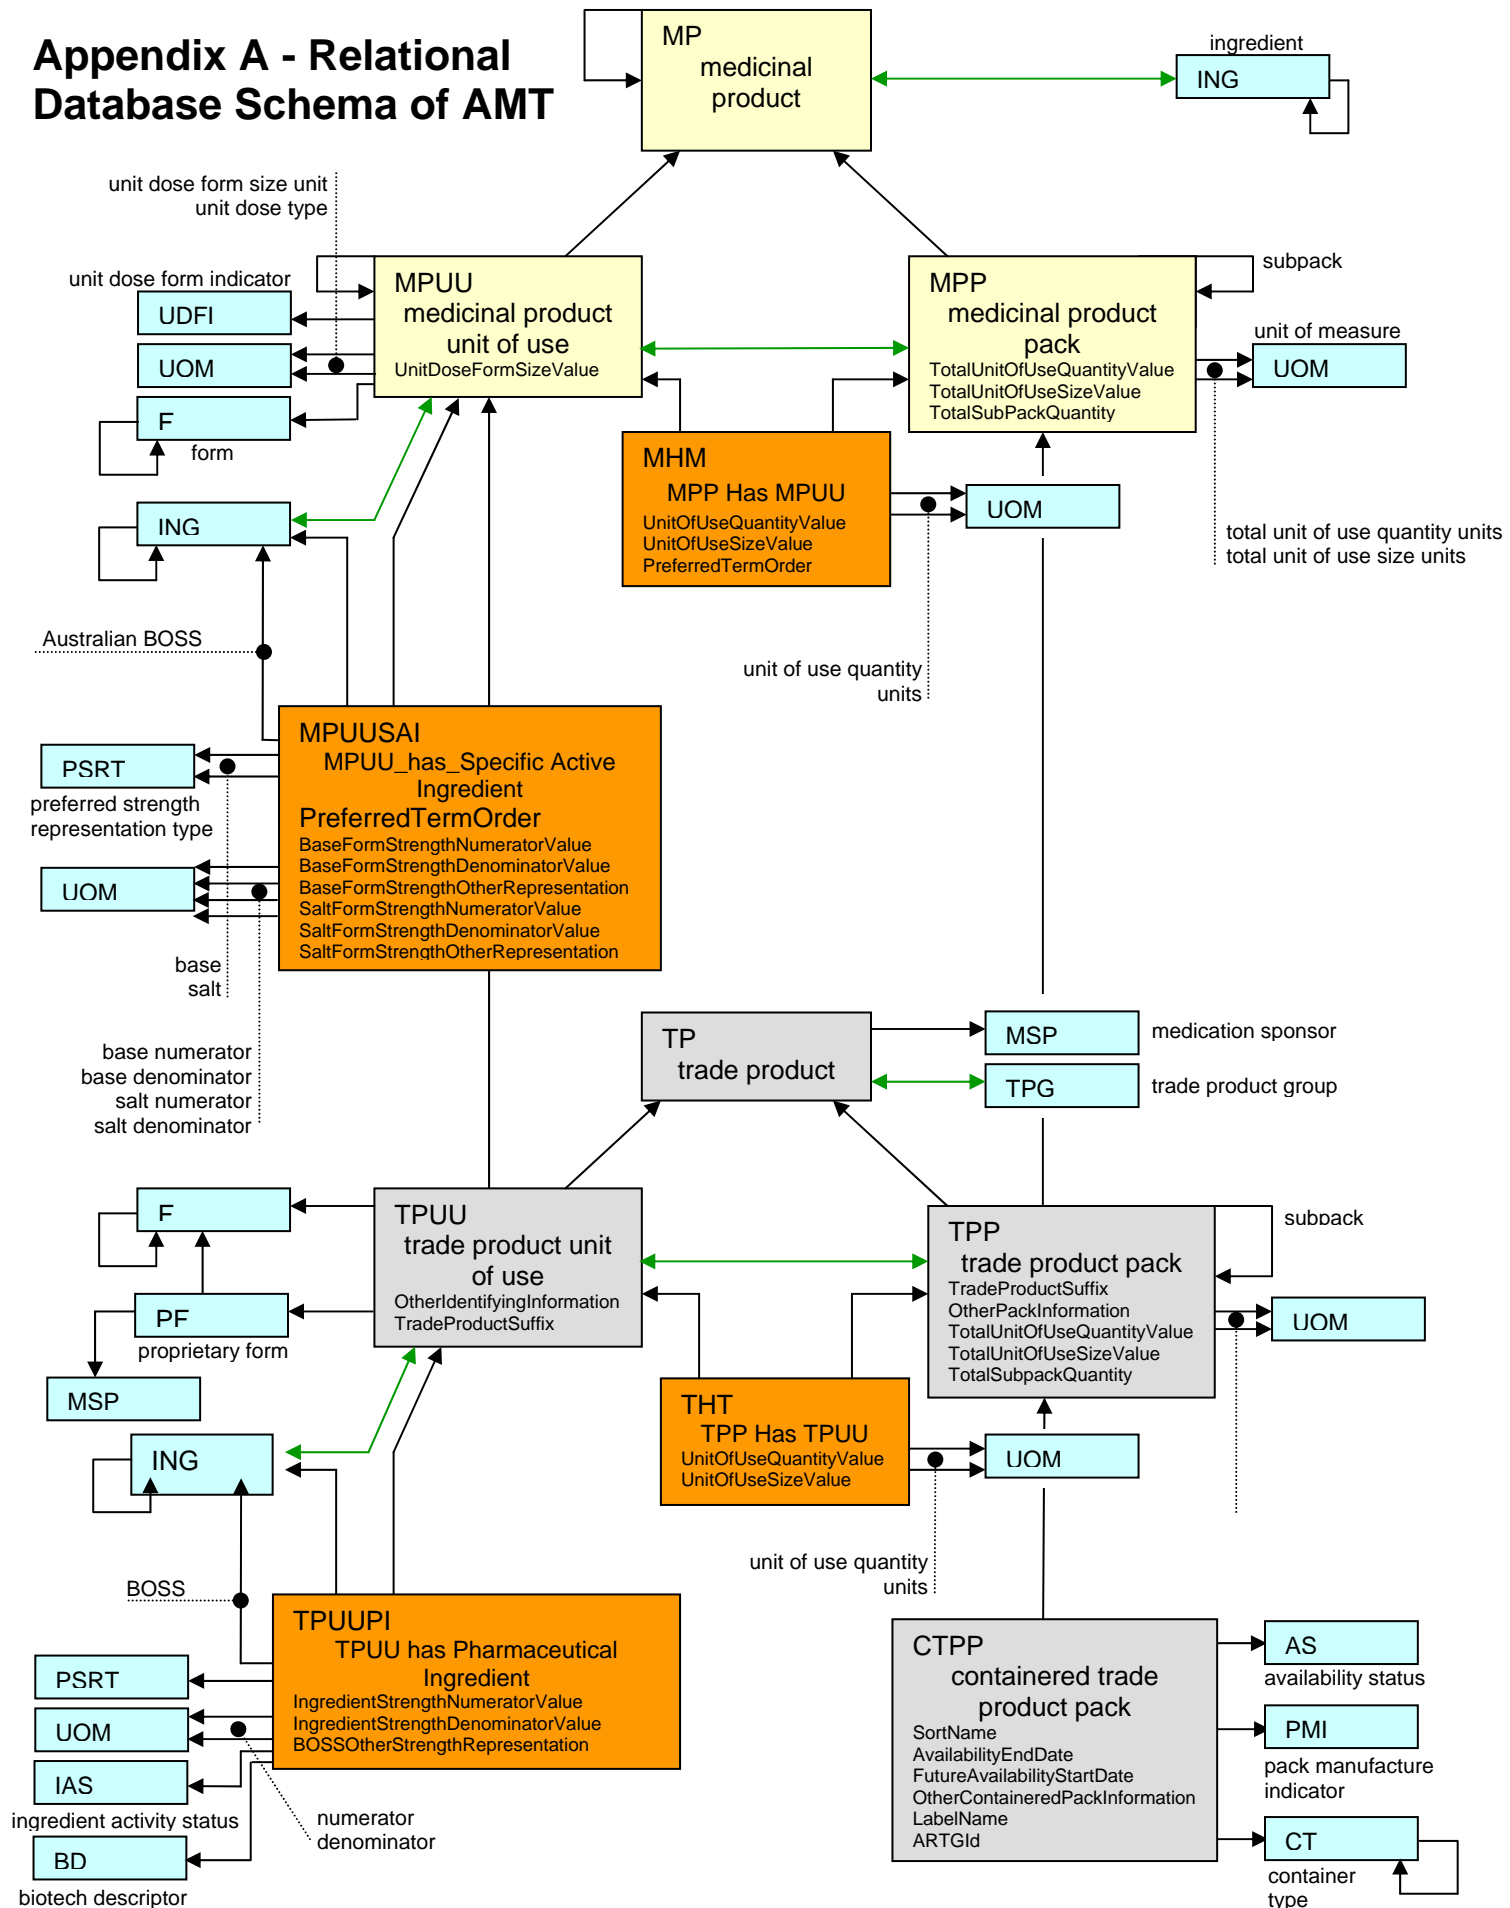 Appendix A - Relational
Database Schema of AMT
MP
medicinal
product
ingredient
ING
unit dose form size unit
unit dose type
unit dose form indicator
UDFI
UOM
F
form
ING
MPUU
medicinal product
unit of use
UnitDoseFormSizeValue
MPP
medicinal product
pack
TotalUnitOfUseQuantityValue
TotalUnitOfUseSizeValue
TotalSubPackQuantity
subpack
unit of measure
UOM
total unit of use quantity units
total unit of use size units
MHM
MPP Has MPUU
UnitOfUseQuantityValue
UnitOfUseSizeValue
PreferredTermOrder
UOM
unit of use quantity
units
Australian BOSS
MPUUSAI
MPUU_has_Specific Active
Ingredient
PreferredTermOrder
BaseFormStrengthNumeratorValue
BaseFormStrengthDenominatorValue
BaseFormStrengthOtherRepresentation
SaltFormStrengthNumeratorValue
SaltFormStrengthDenominatorValue
SaltFormStrengthOtherRepresentation
PSRT
preferred strength
representation type
UOM
base
salt
base numerator
base denominator
salt numerator
salt denominator
TP
trade product
MSP
medication sponsor
TPG
trade product group
F
PF
proprietary form
MSP
ING
TPUU
trade product unit
of use
OtherIdentifyingInformation
TradeProductSuffix
TPP
trade product pack
TradeProductSuffix
OtherPackInformation
TotalUnitOfUseQuantityValue
TotalUnitOfUseSizeValue
TotalSubpackQuantity
subpack
UOM
THT
TPP Has TPUU
UnitOfUseQuantityValue
UnitOfUseSizeValue
UOM
unit of use quantity
units
BOSS
TPUUPI
TPUU has Pharmaceutical
Ingredient
IngredientStrengthNumeratorValue
IngredientStrengthDenominatorValue
BOSSOtherStrengthRepresentation
PSRT
UOM
IAS
ingredient activity status
BD
biotech descriptor
numerator
denominator
CTPP
containered trade
product pack
SortName
AvailabilityEndDate
FutureAvailabilityStartDate
OtherContaineredPackInformation
LabelName
ARTGId
AS
availability status
PMI
pack manufacture
indicator
CT
container
type